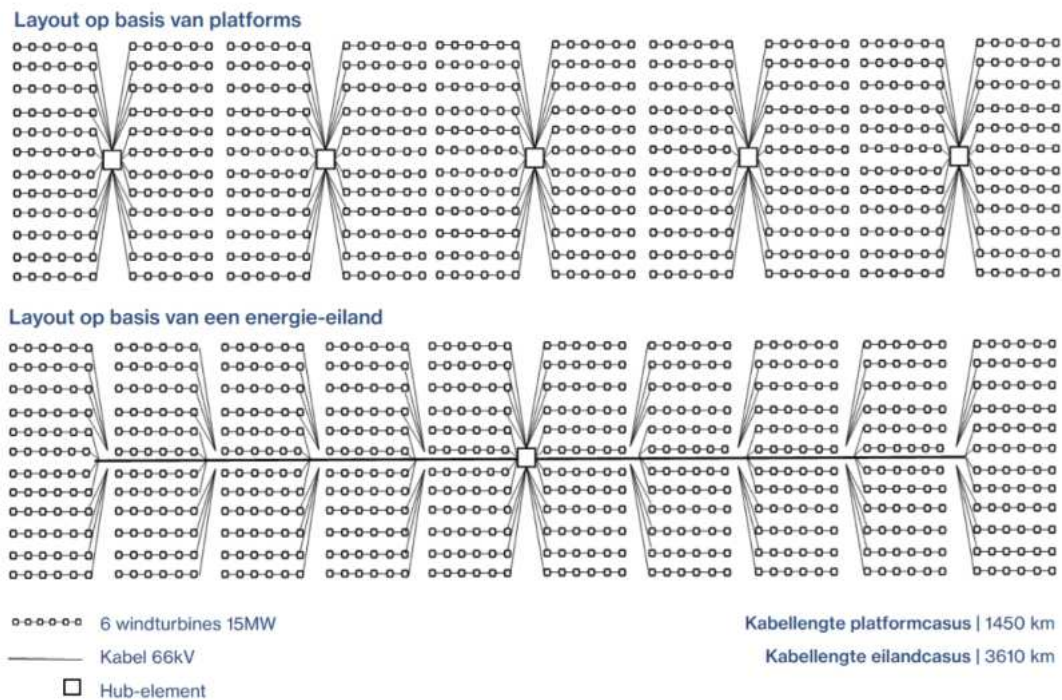 Layout op basis van platforms
Layout op basis van een energie-eiland
6 windturbines 15MW
Kabel 66kV
Hub-element
Kabellengte platformcasus | 1450 km
Kabellengte eilandcasus | 3610 km